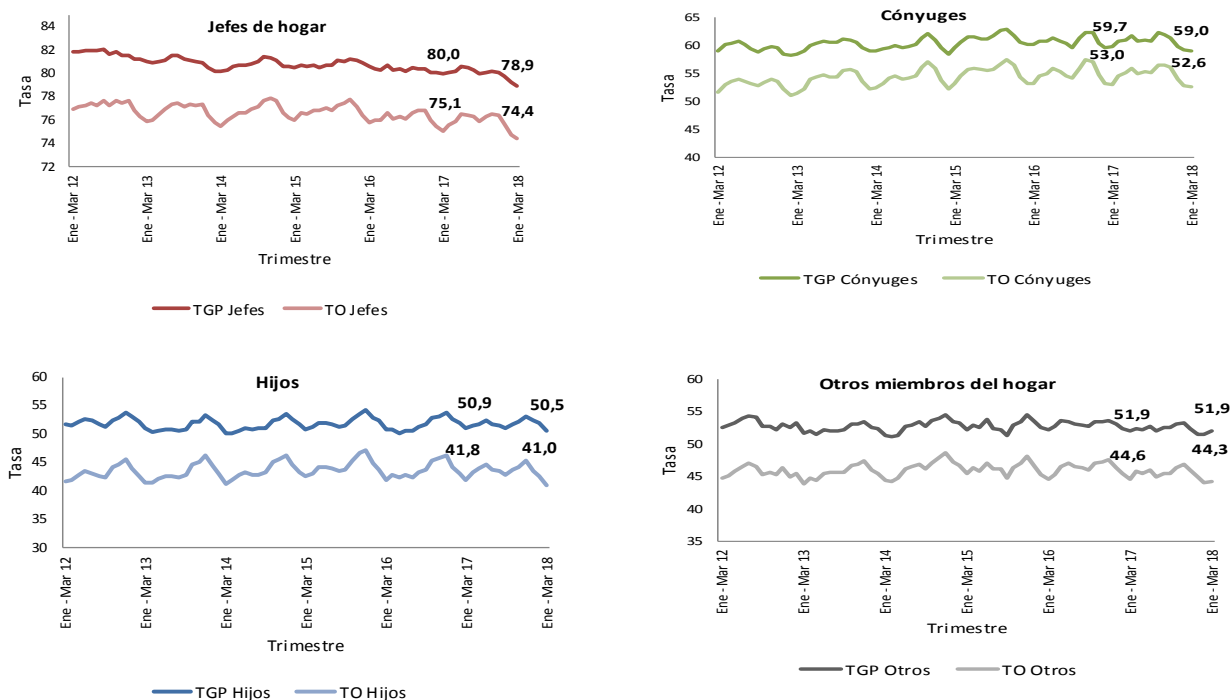 Jefes de hogar
84
82
80
78
76
74
72
Tasa
80,0
78,9
75,1
74,4
Ene - Mar 12
Ene - Mar 13
Ene - Mar 14
Ene - Mar 15
Ene - Mar 16
Ene - Mar 17
Ene - Mar 18
Trimestre
TGP Jefes TO Jefes
Cónyuges
65
60
55
50
45
40
Tasa
59,7
59,0
53,0
52,6
Ene - Mar 12
Ene - Mar 13
Ene - Mar 14
Ene - Mar 15
Ene - Mar 16
Ene - Mar 17
Ene - Mar 18
Trimestre
TGP Cónyuges TO Cónyuges
Hijos
60
55
50
45
40
35
30
Tasa
50,9
50,5
41,8
41,0
Ene - Mar 12
Ene - Mar 13
Ene - Mar 14
Ene - Mar 15
Ene - Mar 16
Ene - Mar 17
Ene - Mar 18
Trimestre
TGP Hijos TO Hijos
Otros miembros del hogar
60
55
50
45
40
35
Tasa
51,9
51,9
44,6
44,3
Ene - Mar 12
Ene - Mar 13
Ene - Mar 14
Ene - Mar 15
Ene - Mar 16
Ene - Mar 17
Ene - Mar 18
Trimestre
TGP Otros TO Otros